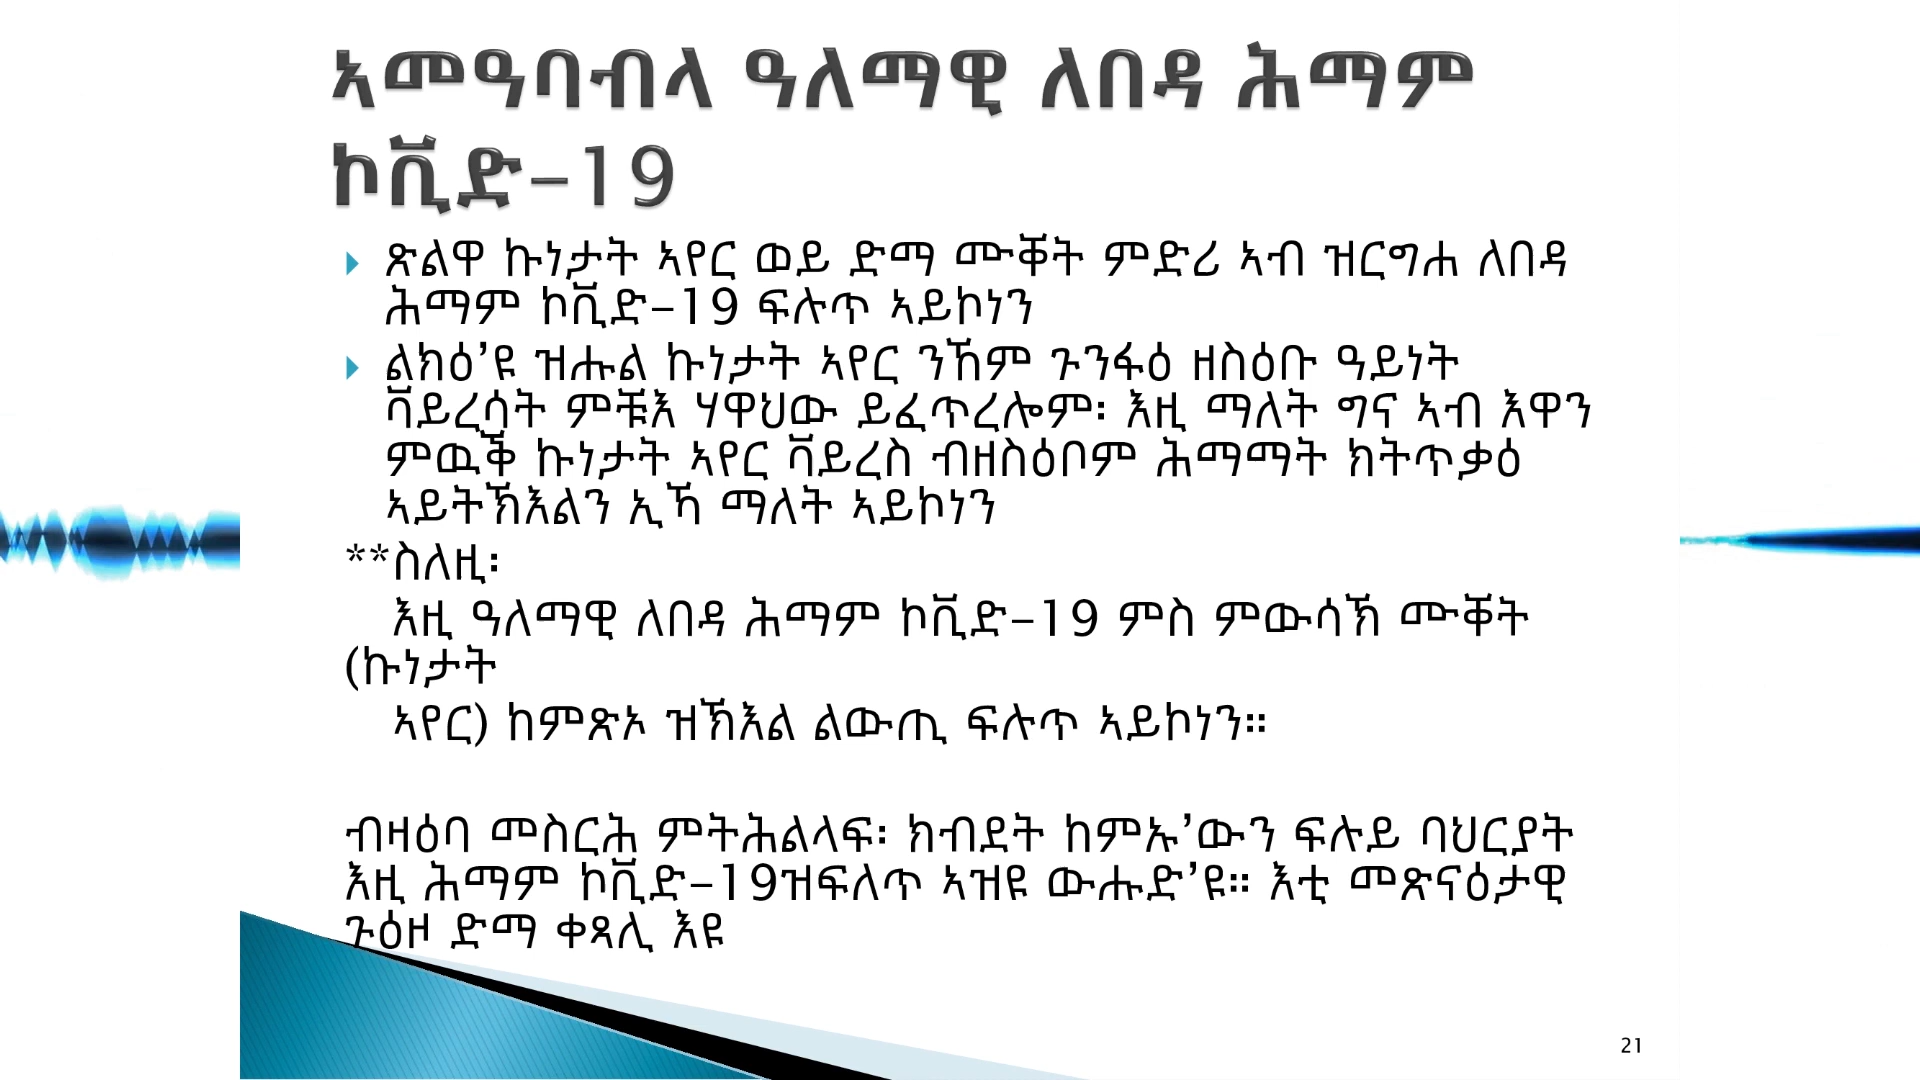 ኣመዓባብላ ዓለማዊ ለበዳ ሕማም
ኮቪድ-19
ጽልዋ ኩነታት ኣየር ወይ ድማ ሙቐት ምድሪ ኣብ ዝርግሐ ለበዳ
ሕማም ኮቪድ-19 ፍሉጥ ኣይኮነን
ልክዕ’ዩ ዝሑል ኩነታት ኣየር ንኸም ጉንፋዕ ዘስዕቡ ዓይነት
ቫይረሳት ምቹእ ሃዋህው ይፈጥረሎም፡ እዚ ማለት ግና ኣብ እዋን
ምዉቕ ኩነታት ኣየር ቫይረስ ብዘስዕቦም ሕማማት ክትጥቃዕ
ኣይትኽእልን ኢኻ ማለት ኣይኮነን
**ስለዚ፡
እዚ ዓለማዊ ለበዳ ሕማም ኮቪድ-19 ምስ ምውሳኽ ሙቐት
(ኩነታት
ኣየር) ከምጽኦ ዝኽእል ልውጢ ፍሉጥ ኣይኮነን።
ብዛዕባ መስርሕ ምትሕልላፍ፡ ክብደት ከምኡ’ውን ፍሉይ ባህርያት
እዚ ሕማም ኮቪድ-19ዝፍለጥ ኣዝዩ ውሑድ’ዩ። እቲ መጽናዕታዊ
ጉዕዞ ድማ ቀጻሊ እዩ
21